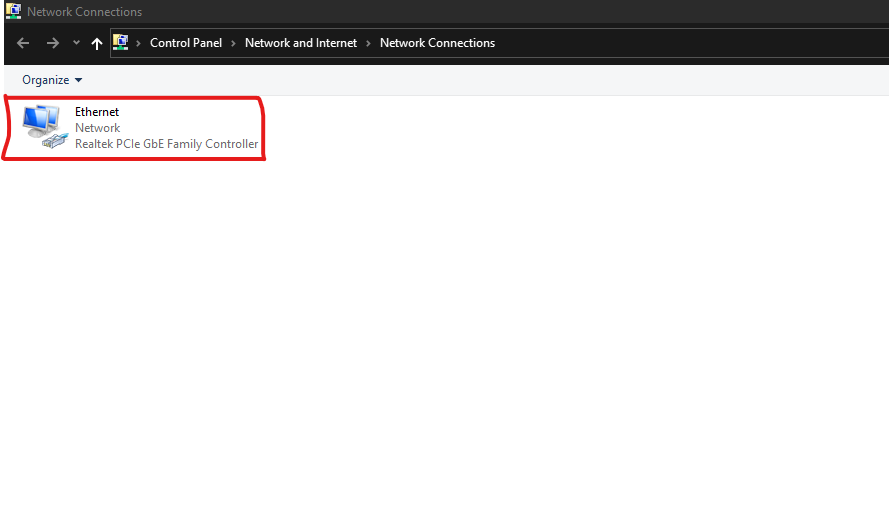 Network Connections
Control Panel > Network and Internet > Network Connections
Organize
Ethernet
Network
Realtek PCIe GbE Family Controller